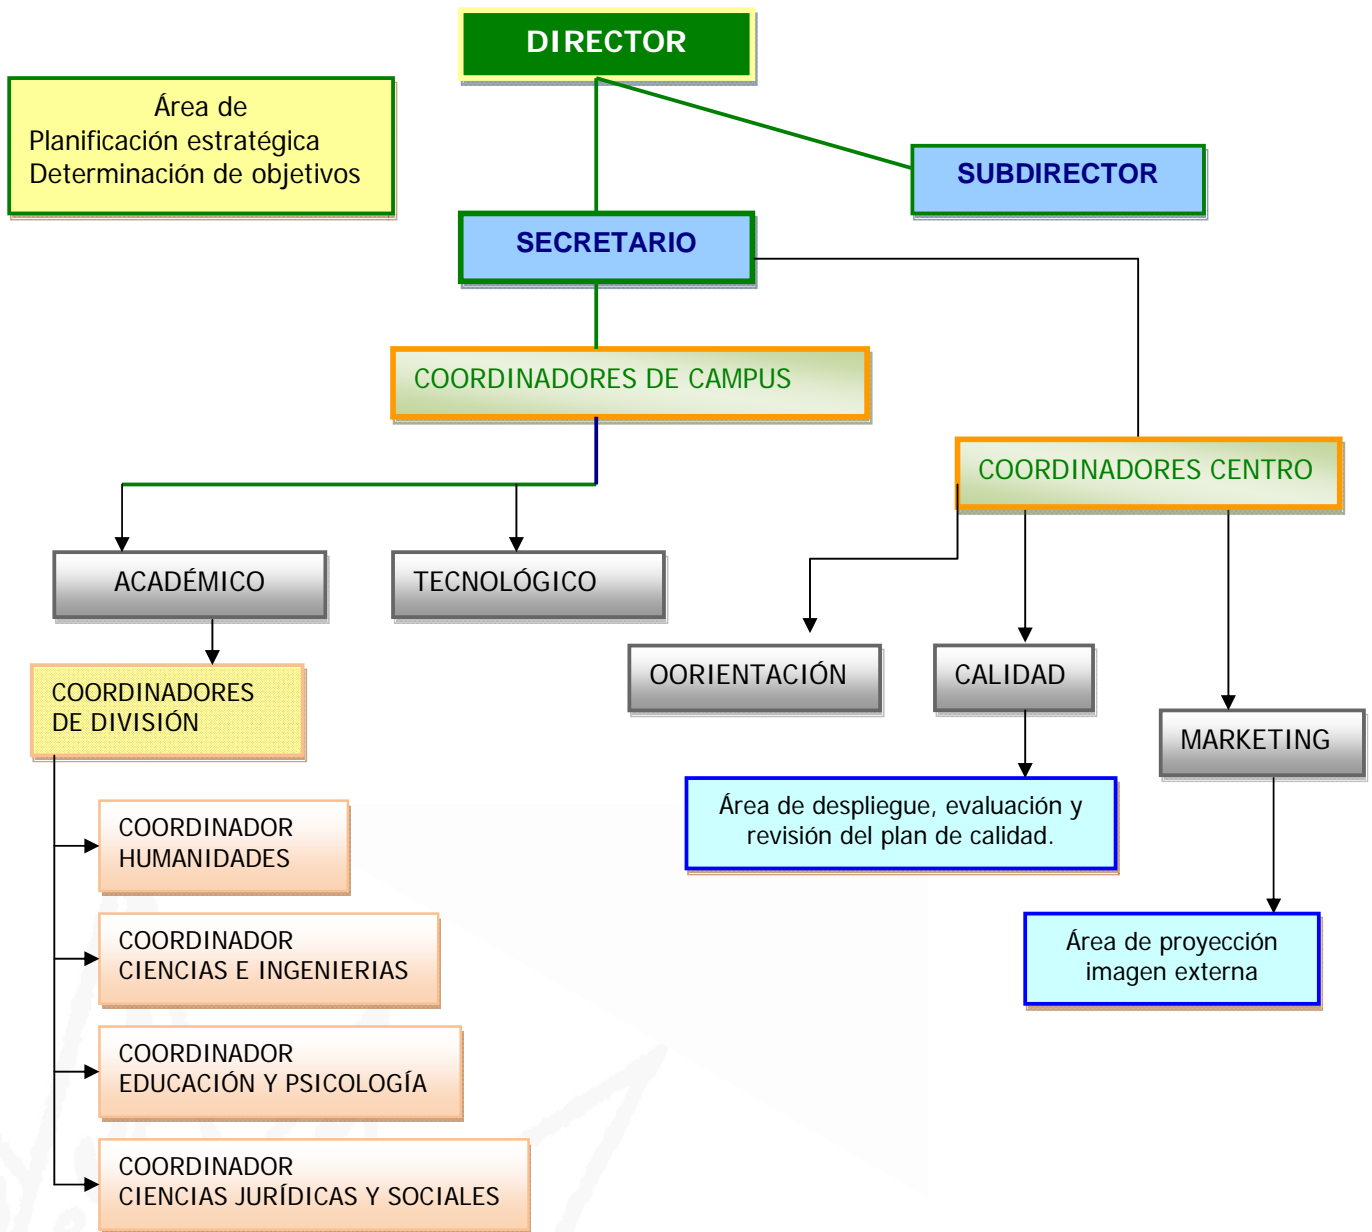 DIRECTOR
Área de
Planificación estratégica
Determinación de objetivos
SUBDIRECTOR
SECRETARIO
COORDINADORES DE CAMPUS
COORDINADORES CENTRO
ACADÉMICO
TECNOLÓGICO
OORIENTACIÓN
CALIDAD
MARKETING
COORDINADORES
DE DIVISIÓN
Área de despliegue, evaluación y
revisión del plan de calidad.
COORDINADOR
HUMANIDADES
COORDINADOR
CIENCIAS E INGENIERIAS
Área de proyección
imagen externa
COORDINADOR
EDUCACIÓN Y PSICOLOGÍA
COORDINADOR
CIENCIAS JURÍDICAS Y SOCIALES